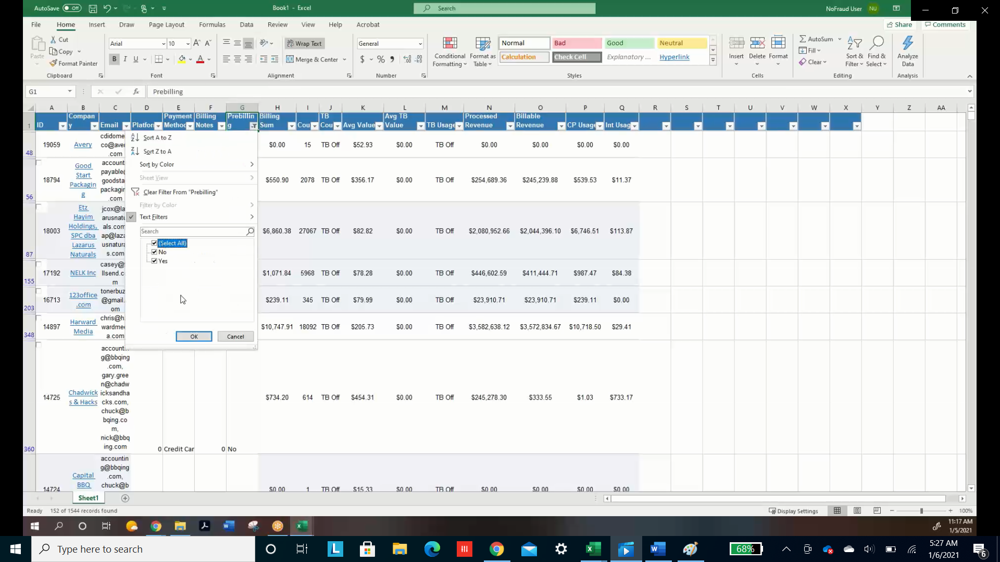 AutoSave Off
Book1 - Excel
Search
NoFraud User NU
File Home Insert Draw Page Layout Formulas Data Review View Help Acrobat
Share Comments
Paste
Cut
Copy
Format Painter
Clipboard
Arial 10
B I U
Font
Wrap Text
Merge & Center
Alignment
General
$ % 9
Number
Conditional Formatting
Format as Table
Normal Bad Good Neutral
Calculation Check Cell Explanatory ... Hyperlink
Styles
Insert Delete Format
Cells
AutoSum
Fill
Clear
Sort & Filter
Find & Select
Editing
Analyze Data
Analysis
G1 fx Prebilling
A B C D E F G H I J K L M N O P Q R S T U V W X Y Z AA
1 ID Company Email Platforn Payment Method Billing Notes Prebilling Billing Sum Cou TB Cou Avg Value Avg TB Value TB Usage Processed Revenue Billable Revenue CP Usage Int Usag
48 19059 Avery cdidome co@ave .com $0.00 15 TB Off $52.93 $0.00 TB Off $0.00 $0.00 $0.00 $0.00
56 18794 Good Start Packaging account payable@ goodsta packagin .com $550.90 2078 TB Off $356.17 $0.00 TB Off $254,689.36 $245,239.88 $539.53 $11.37
87 18003 Etz Hayim Holdings, SPC dba Lazarus Naturals jcox@la arusnatu als.com ap@laza usnatura s.com $6,860.38 27067 TB Off $82.82 $0.00 TB Off $2,080,952.66 $2,044,396.10 $6,746.51 $113.87
155 17192 NELK Inc casey@ llsend.c m $1,071.84 5968 TB Off $78.28 $0.00 TB Off $446,602.59 $411,444.71 $987.47 $84.38
203 16713 123office.com tonerbuz @gmail. om $239.11 345 TB Off $79.99 $0.00 TB Off $23,910.71 $23,910.71 $239.11 $0.00
348 14897 Harward Media chris@h wardme a.com $10,747.91 18092 TB Off $205.73 $0.00 TB Off $3,582,638.12 $3,572,834.67 $10,718.50 $29.41
360 14725 Chadwicks & Hacks accountin g@bbqing .com, gary.gree n@chadw icksandha cks.com, chuck@b bqing.co m, nick@bbq ing.com 0 Credit Car 0 No $734.20 614 TB Off $454.31 $0.00 TB Off $245,278.30 $333.55 $1.03 $733.17
14724 Capital BBQ accountin g@bbqing .com, chuck@b $0.00 1 TB Off $15.33 $0.00 TB Off $0.00 $0.00 $0.00 $0.00
Sort A to Z
Sort Z to A
Sort by Color
Sheet View
Clear Filter From "Prebilling"
Filter by Color
Text Filters
Search
(Select All)
No
Yes
OK Cancel
Sheet1
Ready 152 of 1544 records found Display Settings 100%
11:17 AM
1/5/2021
Type here to search
68%
5:27 AM
1/6/2021
6